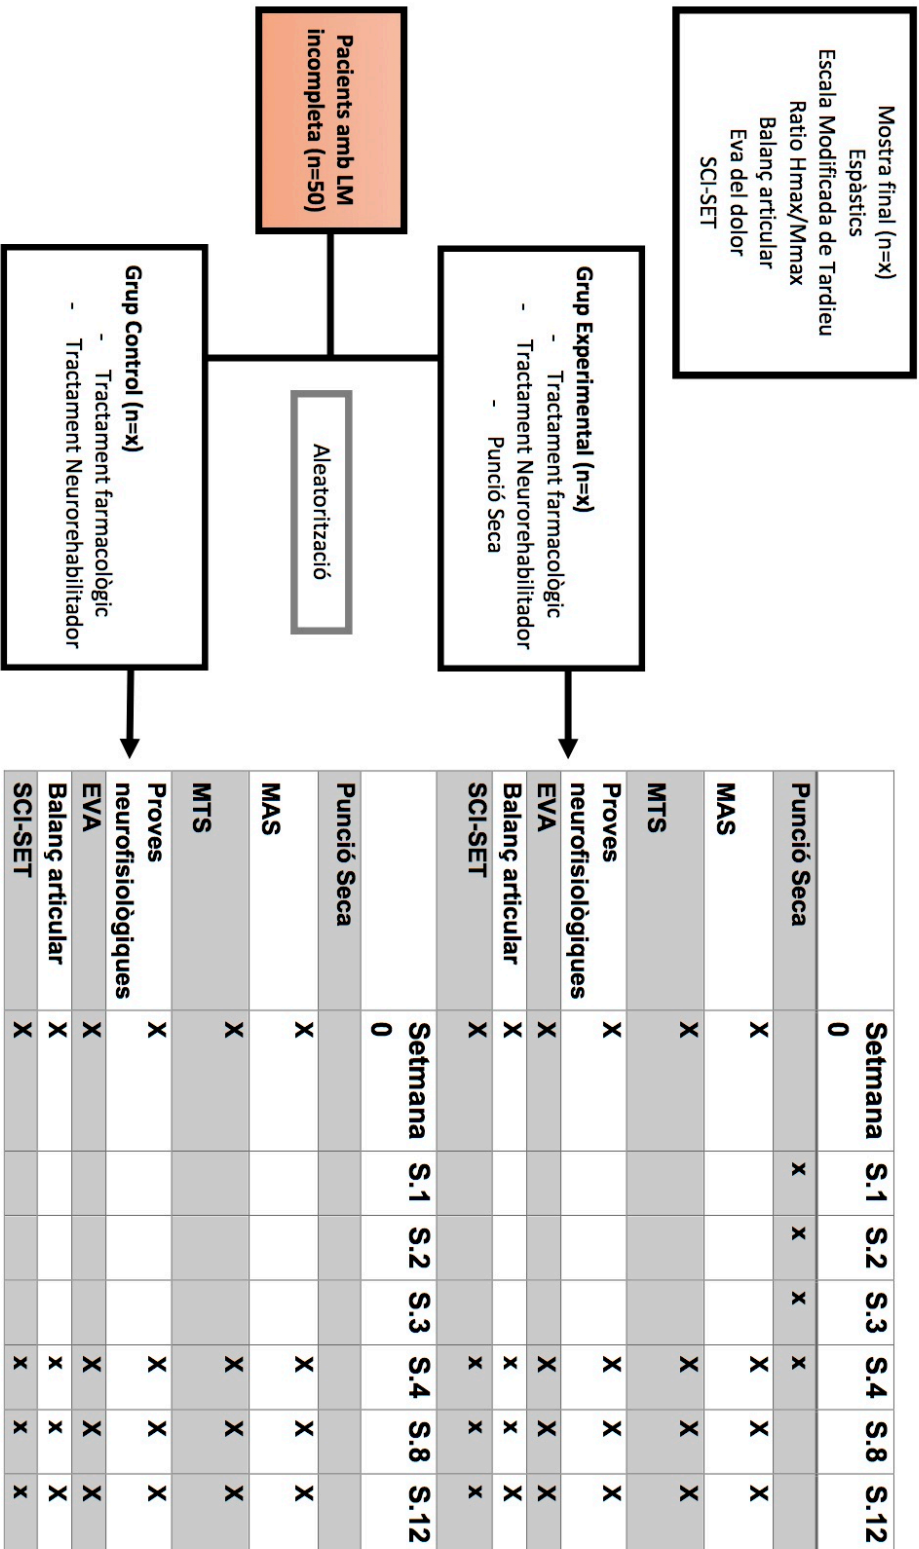 Mostra final (n=x)
Espàstics
Escala Modificada de Tardieu
Ratio Hmax/Mmax
Balanç articular
Eva del dolor
SCI-SET
Pacients amb LM
incompleta (n=50)
Grup Experimental (n=x)
- Tractament farmacològic
- Tractament Neurorehabilitador
- Punció Seca
Aleatorització
Grup Control (n=x)
- Tractament farmacològic
- Tractament Neurorehabilitador
Setmana 0 S.1 S.2 S.3 S.4 S.8 S.12
Punció Seca x x x x
MAS X X X X
MTS X X X X
Proves X X X X
neurofisiològiques
EVA X X X X
Balanç articular X x x X
SCI-SET X x x x
Setmana 0 S.1 S.2 S.3 S.4 S.8 S.12
Punció Seca
MAS X X X X
MTS X X X X
Proves X X X X
neurofisiològiques
EVA X X X X
Balanç articular X x x X
SCI-SET X x x x